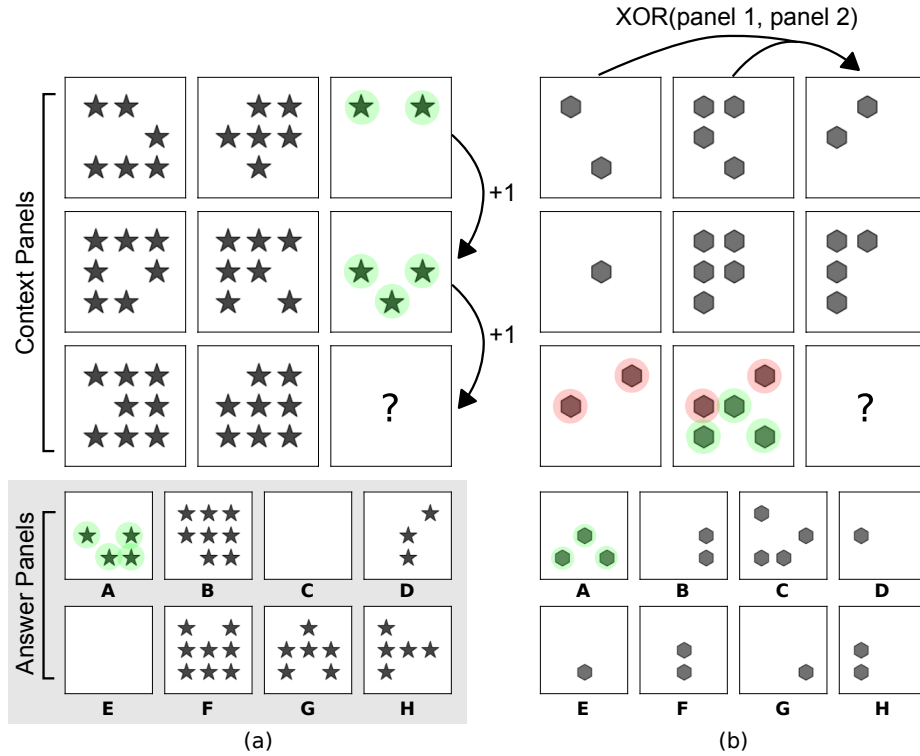 XOR(panel 1, panel 2)
Context Panels
+1
+1
?
?
Answer Panels
A B C D
E F G H
A B C D
E F G H
(a)
(b)